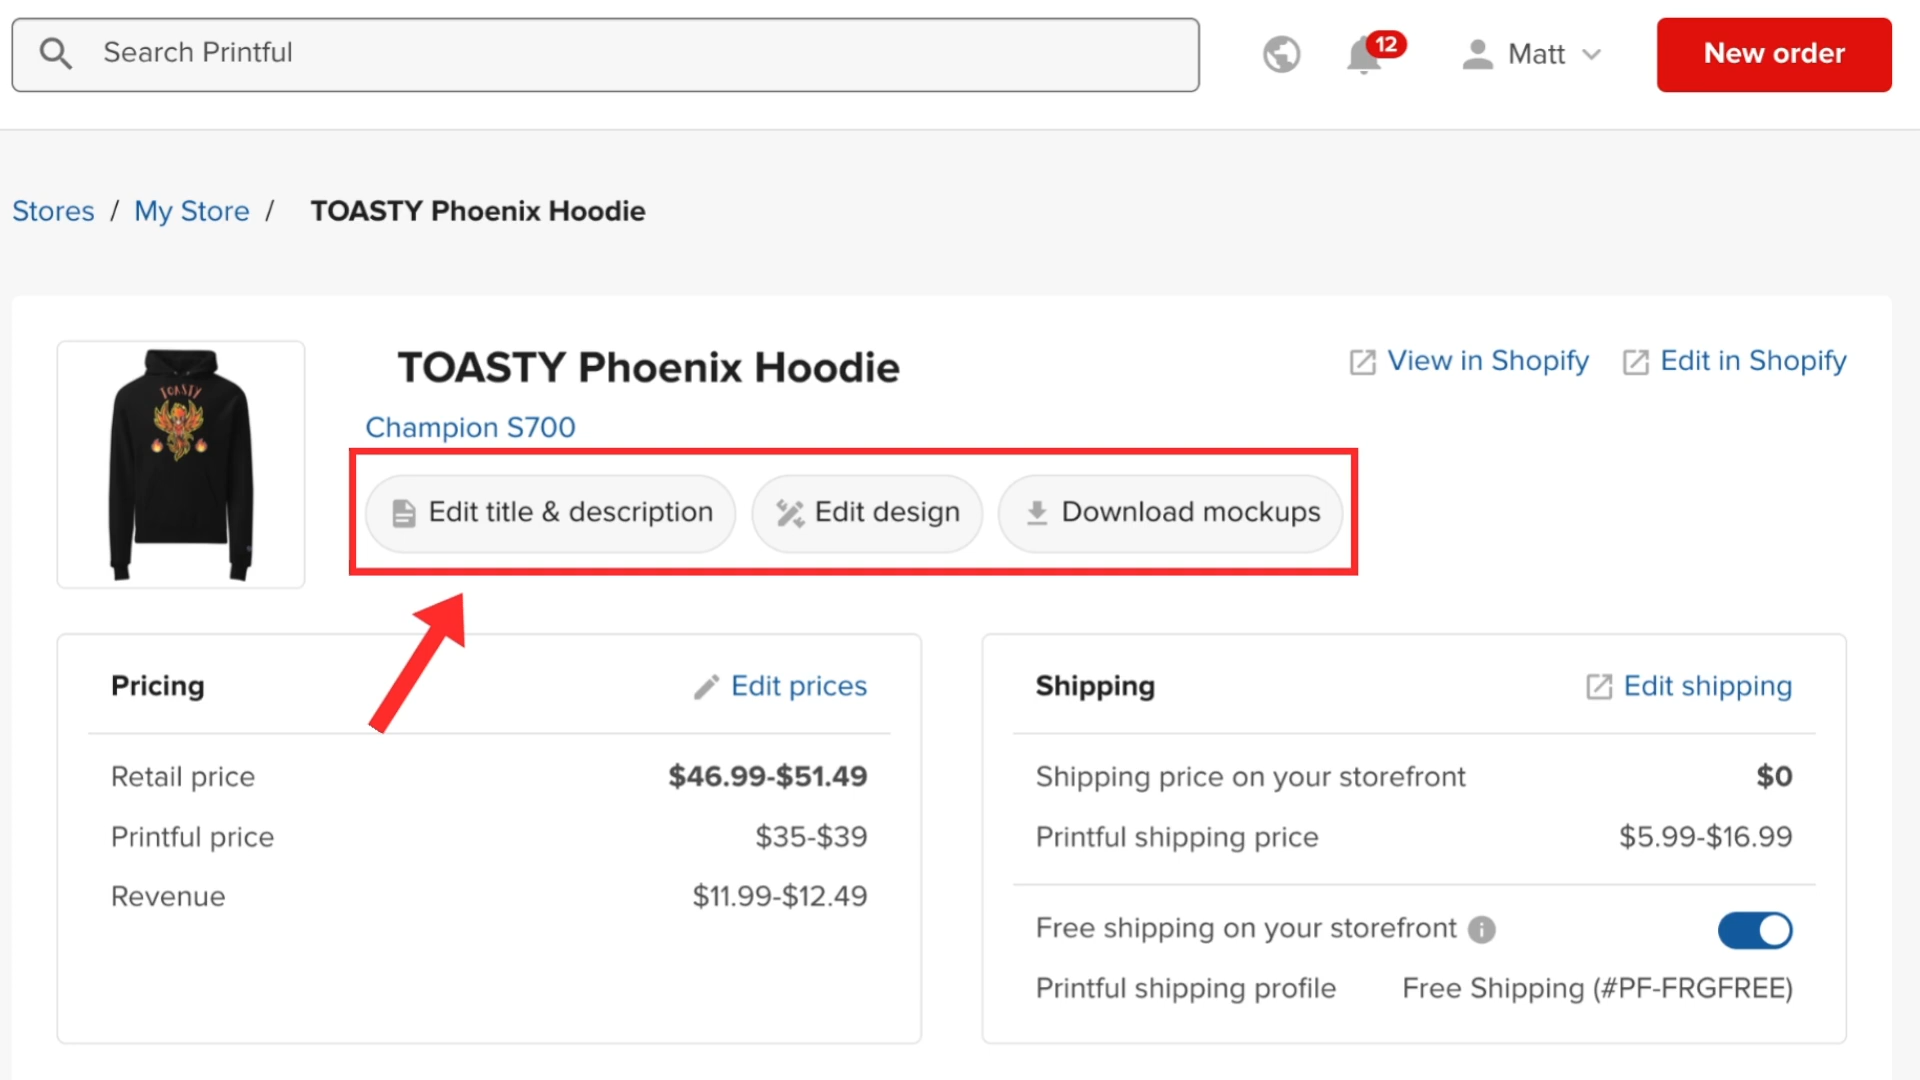 Search Printful
12
Matt
New order
Stores / My Store / TOASTY Phoenix Hoodie
TOASTY
TOASTY Phoenix Hoodie
View in Shopify
Edit in Shopify
Champion S700
Edit title & description
Edit design
Download mockups
Pricing
Edit prices
Retail price
$46.99-$51.49
Printful price
$35-$39
Revenue
$11.99-$12.49
Shipping
Edit shipping
Shipping price on your storefront
$0
Printful shipping price
$5.99-$16.99
Free shipping on your storefront
Printful shipping profile
Free Shipping (#PF-FRGFREE)